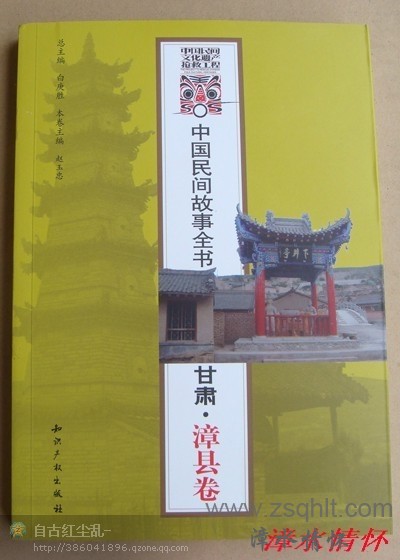 中国民间
文化遗产
抢救工程
总主编 白庚胜 本卷主编 赵玉忠
中国民间故事全书
甘肃·漳县卷
知识产权出版社
www.zsqhlt.com
漳水情怀
自古红尘乱-
http://386041896.qzone.qq.com